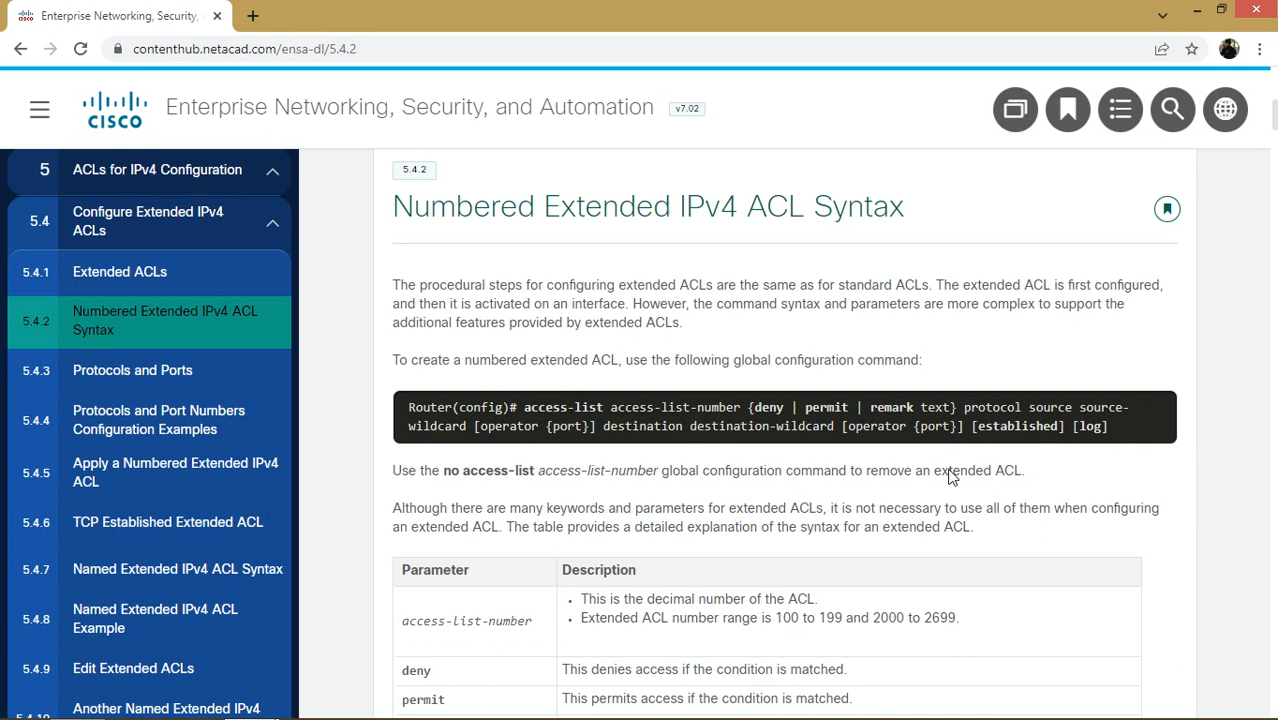 Enterprise Networking, Security,
contenthub.netacad.com/ensa-dl/5.4.2
CISCO
Enterprise Networking, Security, and Automation
v7.02
5 ACLs for IPv4 Configuration
5.4 Configure Extended IPv4
ACLs
5.4.1 Extended ACLs
5.4.2 Numbered Extended IPv4 ACL
Syntax
5.4.3 Protocols and Ports
5.4.4 Protocols and Port Numbers
Configuration Examples
5.4.5 Apply a Numbered Extended IPv4
ACL
5.4.6 TCP Established Extended ACL
5.4.7 Named Extended IPv4 ACL Syntax
5.4.8 Named Extended IPv4 ACL
Example
5.4.9 Edit Extended ACLs
5.4.10 Another Named Extended IPv4
5.4.2
Numbered Extended IPv4 ACL Syntax
The procedural steps for configuring extended ACLs are the same as for standard ACLs. The extended ACL is first configured,
and then it is activated on an interface. However, the command syntax and parameters are more complex to support the
additional features provided by extended ACLs.
To create a numbered extended ACL, use the following global configuration command:
Router(config)# access-list access-list-number {deny | permit | remark text} protocol source source-
wildcard [operator {port}] destination destination-wildcard [operator {port}] [established] [log]
Use the no access-list access-list-number global configuration command to remove an extended ACL.
Although there are many keywords and parameters for extended ACLs, it is not necessary to use all of them when configuring
an extended ACL. The table provides a detailed explanation of the syntax for an extended ACL.
Parameter Description
access-list-number
• This is the decimal number of the ACL.
• Extended ACL number range is 100 to 199 and 2000 to 2699.
deny This denies access if the condition is matched.
permit This permits access if the condition is matched.